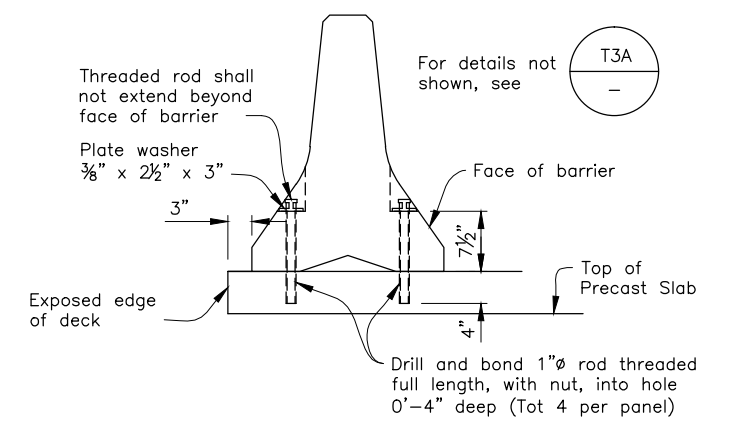 For details not
shown, see
T3A
–
Threaded rod shall
not extend beyond
face of barrier
Plate washer
⅜" x 2½" x 3"
Face of barrier
3"
7½"
Top of
Precast Slab
Exposed edge
of deck
4"
Drill and bond 1"ø rod threaded
full length, with nut, into hole
0'–4" deep (Tot 4 per panel)